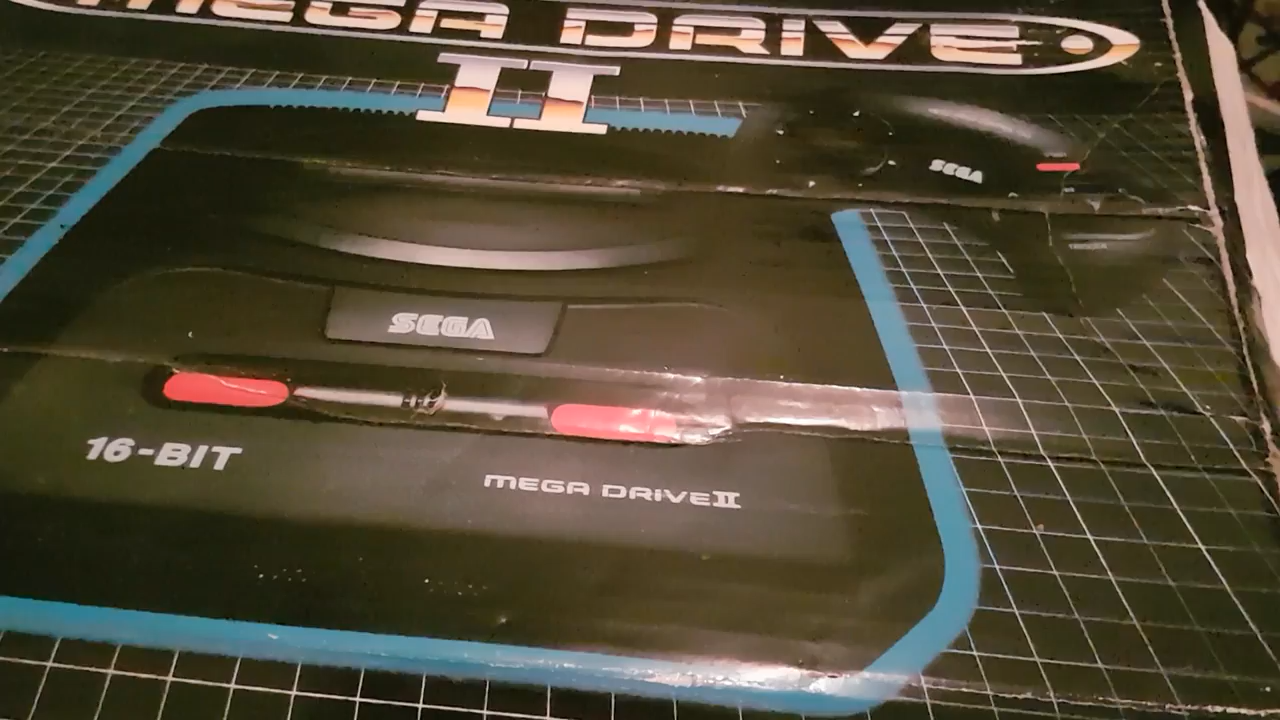 MEGA DRIVE
II
SEGA
SEGA
16-BIT
MEGA DRIVE II